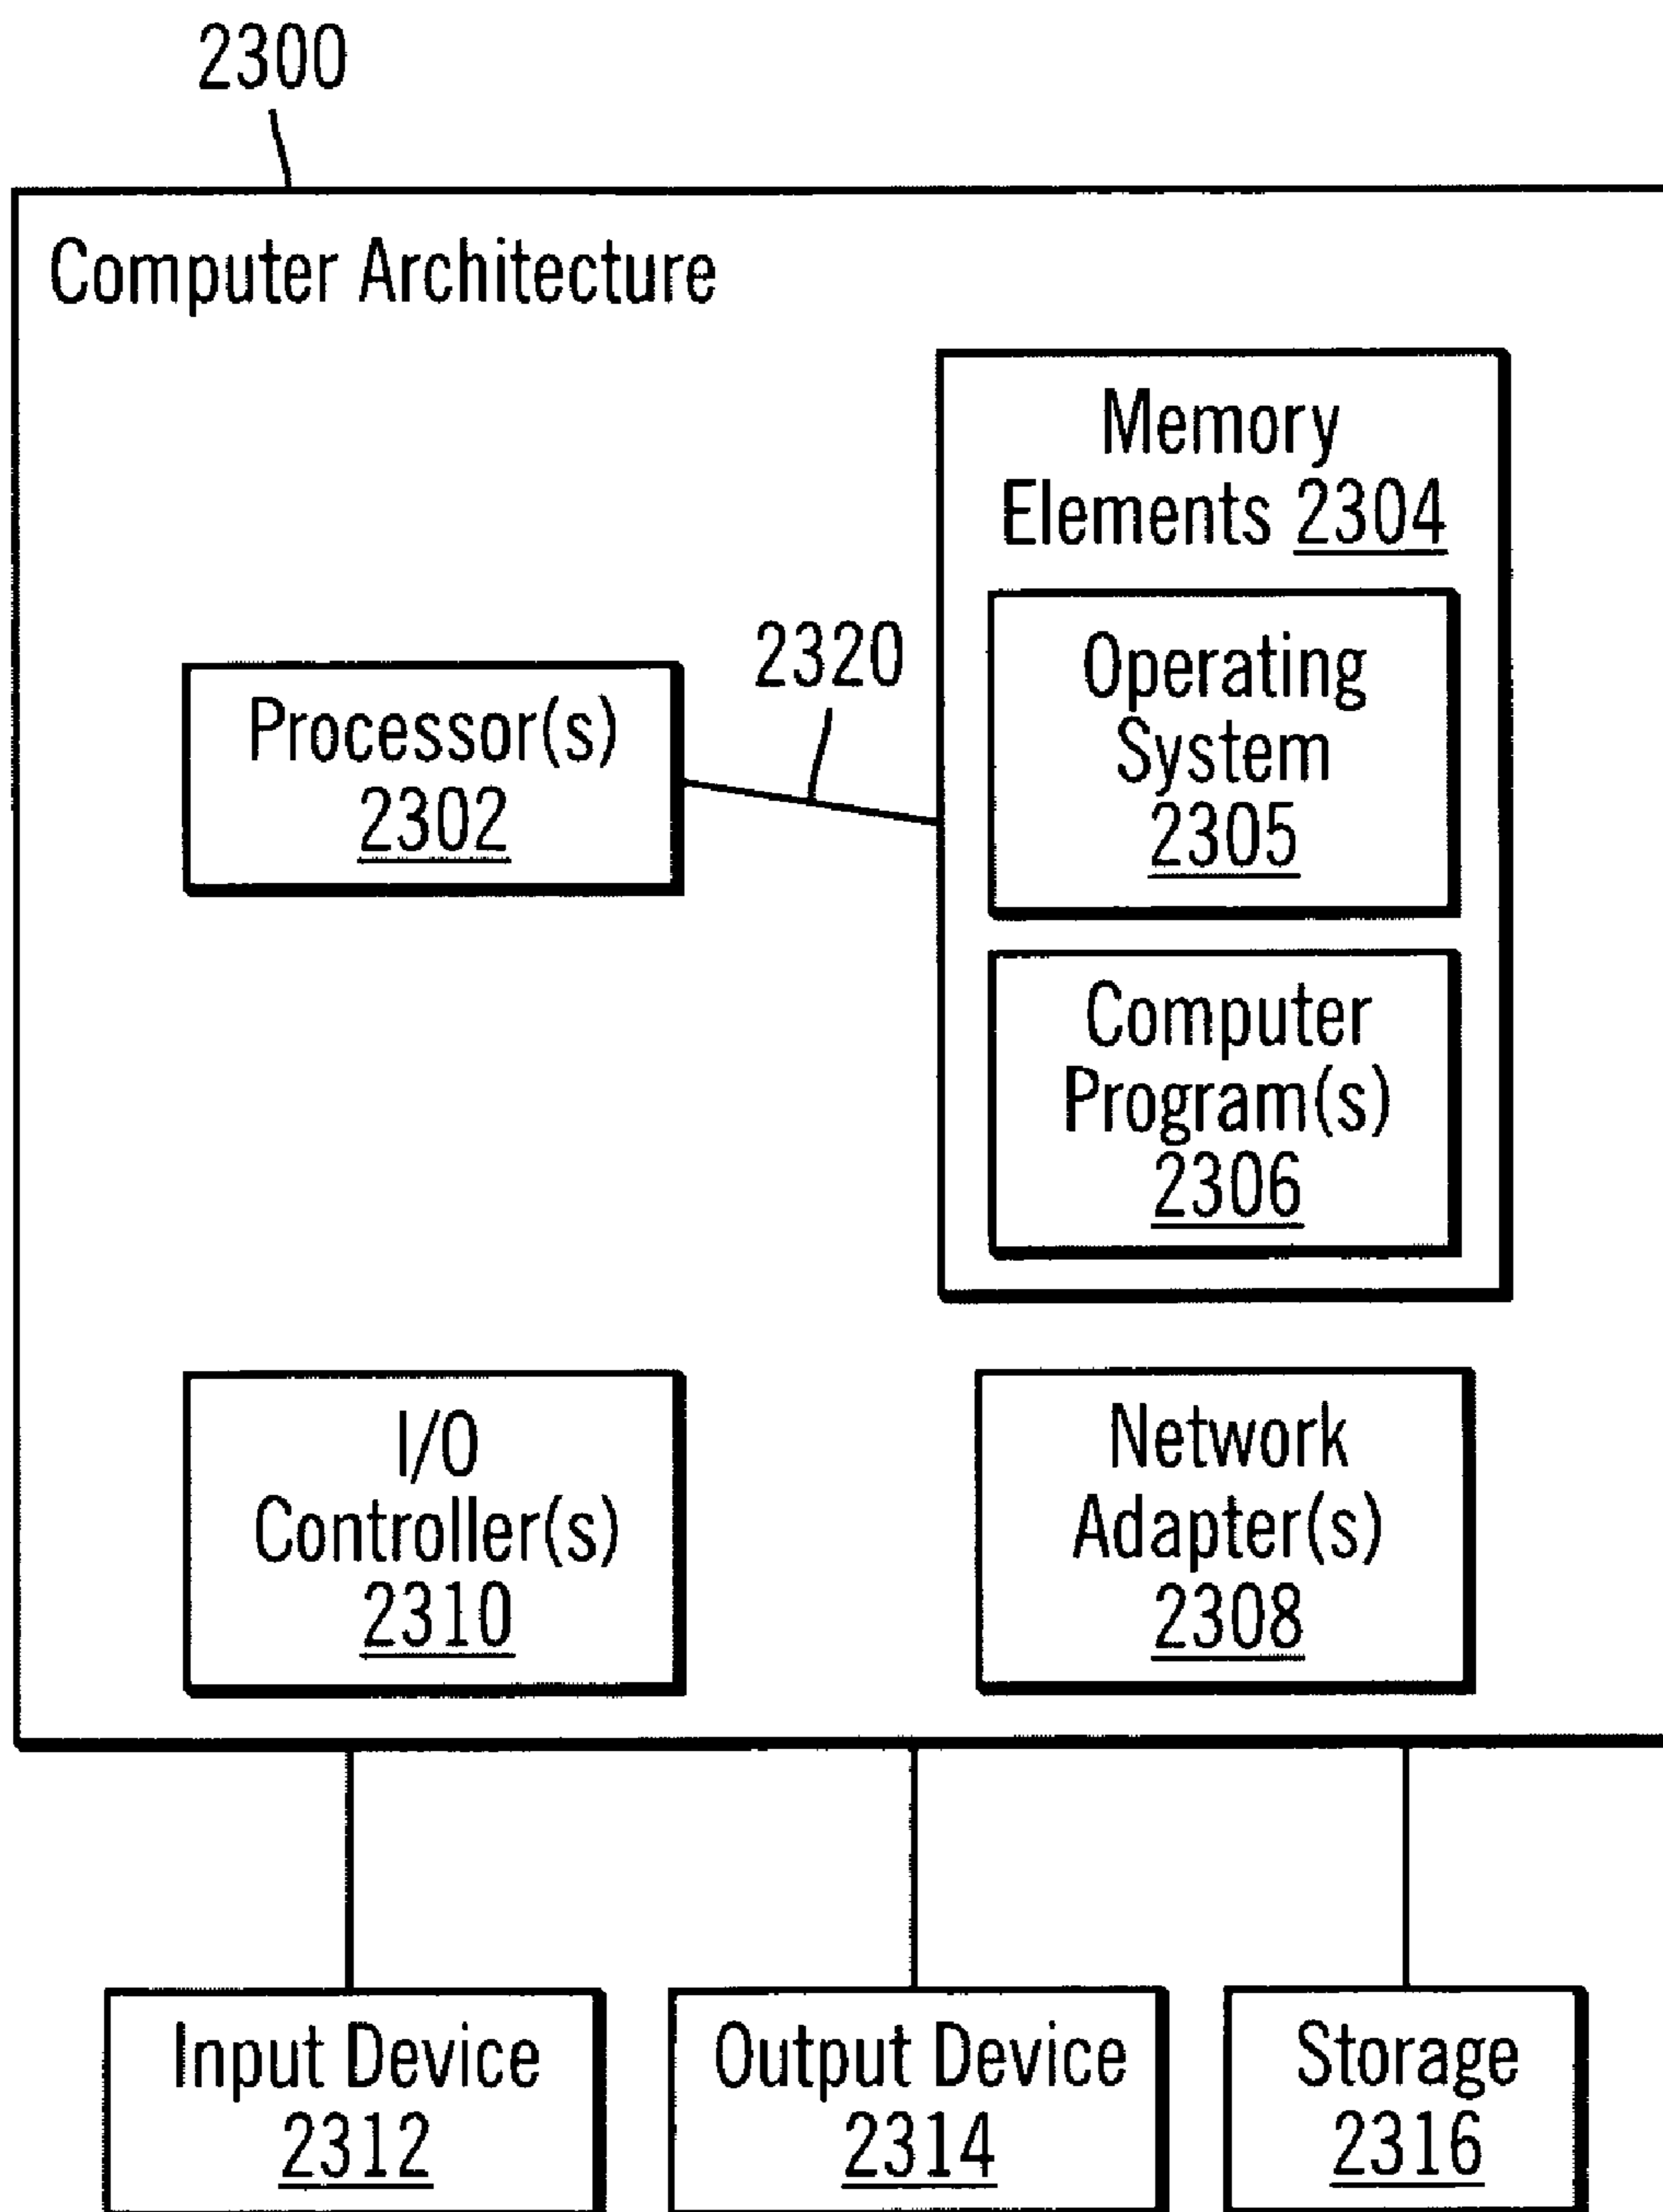 2300
Computer Architecture
Memory
Elements 2304
Operating
System
2305
2320
Processor(s)
2302
Computer
Program(s)
2306
I/O
Controller(s)
2310
Network
Adapter(s)
2308
Input Device
2312
Output Device
2314
Storage
2316